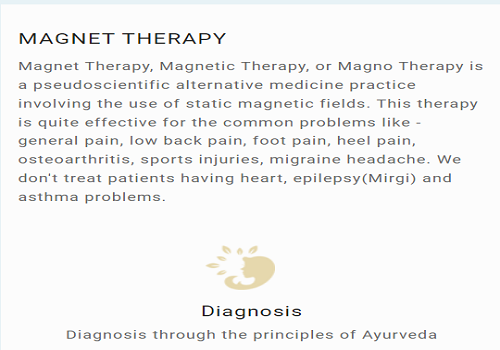 MAGNET THERAPY
Magnet Therapy, Magnetic Therapy, or Magno Therapy is
a pseudoscientific alternative medicine practice
involving the use of static magnetic fields. This therapy
is quite effective for the common problems like -
general pain, low back pain, foot pain, heel pain,
osteoarthritis, sports injuries, migraine headache. We
don't treat patients having heart, epilepsy(Mirgi) and
asthma problems.
Diagnosis
Diagnosis through the principles of Ayurveda